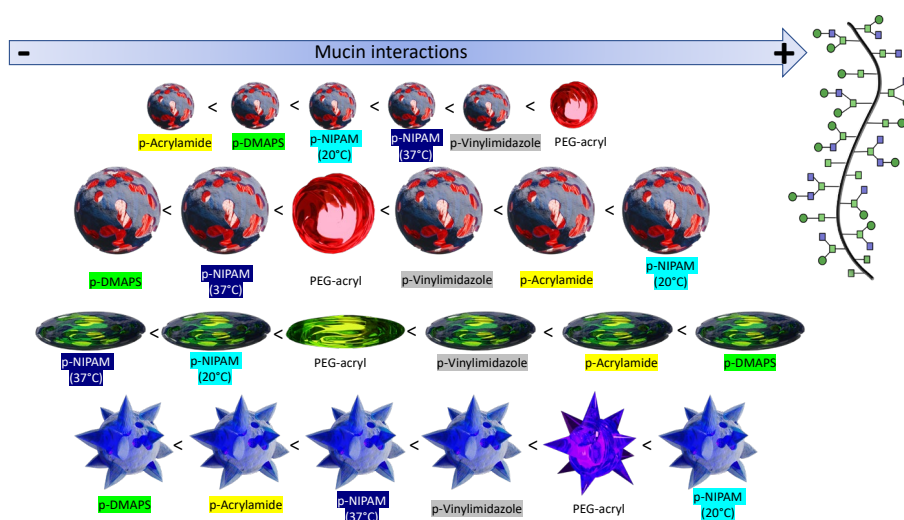 Mucin interactions
- +
< < < < <
p-Acrylamide p-DMAPS p-NIPAM (20°C) p-NIPAM (37°C) p-Vinylimidazole PEG-acryl
< < < < <
p-DMAPS p-NIPAM (37°C) PEG-acryl p-Vinylimidazole p-Acrylamide p-NIPAM (20°C)
< < < < <
p-NIPAM (37°C) p-NIPAM (20°C) PEG-acryl p-Vinylimidazole p-Acrylamide p-DMAPS
< < < < <
p-DMAPS p-Acrylamide p-NIPAM (37°C) p-Vinylimidazole PEG-acryl p-NIPAM (20°C)